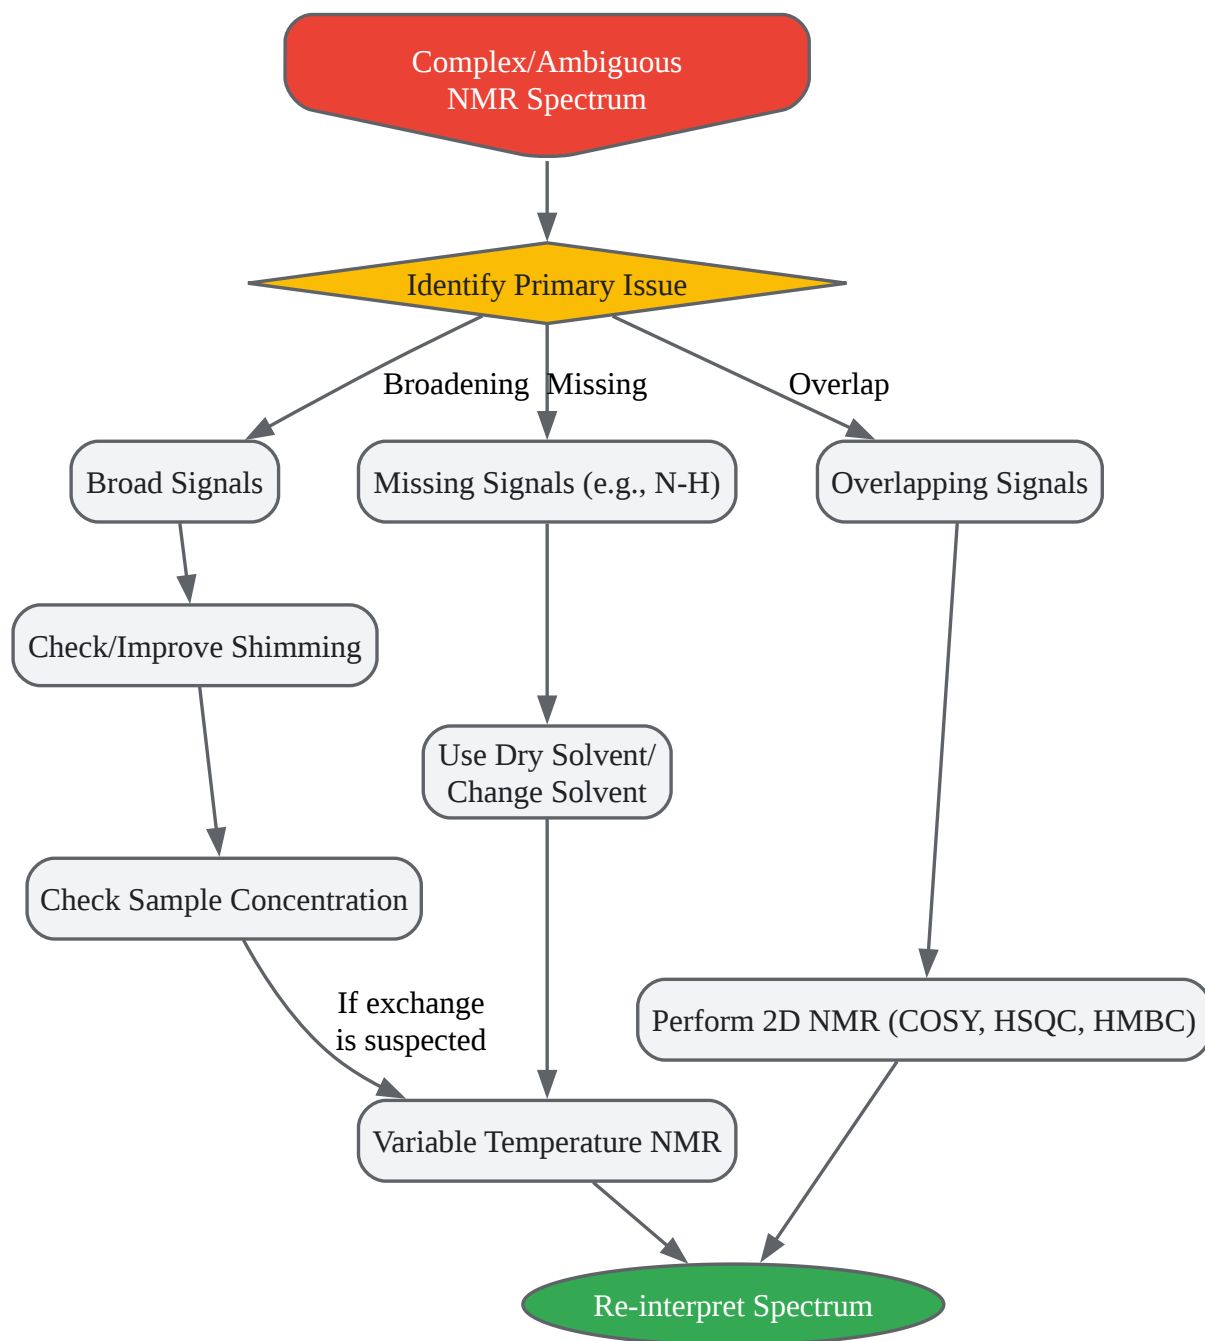 Complex/Ambiguous
NMR Spectrum
Identify Primary Issue
Broadening
Missing
Overlap
Broad Signals
Missing Signals (e.g., N-H)
Overlapping Signals
Check/Improve Shimming
Use Dry Solvent/
Change Solvent
Check Sample Concentration
If exchange
is suspected
Perform 2D NMR (COSY, HSQC, HMBC)
Variable Temperature NMR
Re-interpret Spectrum